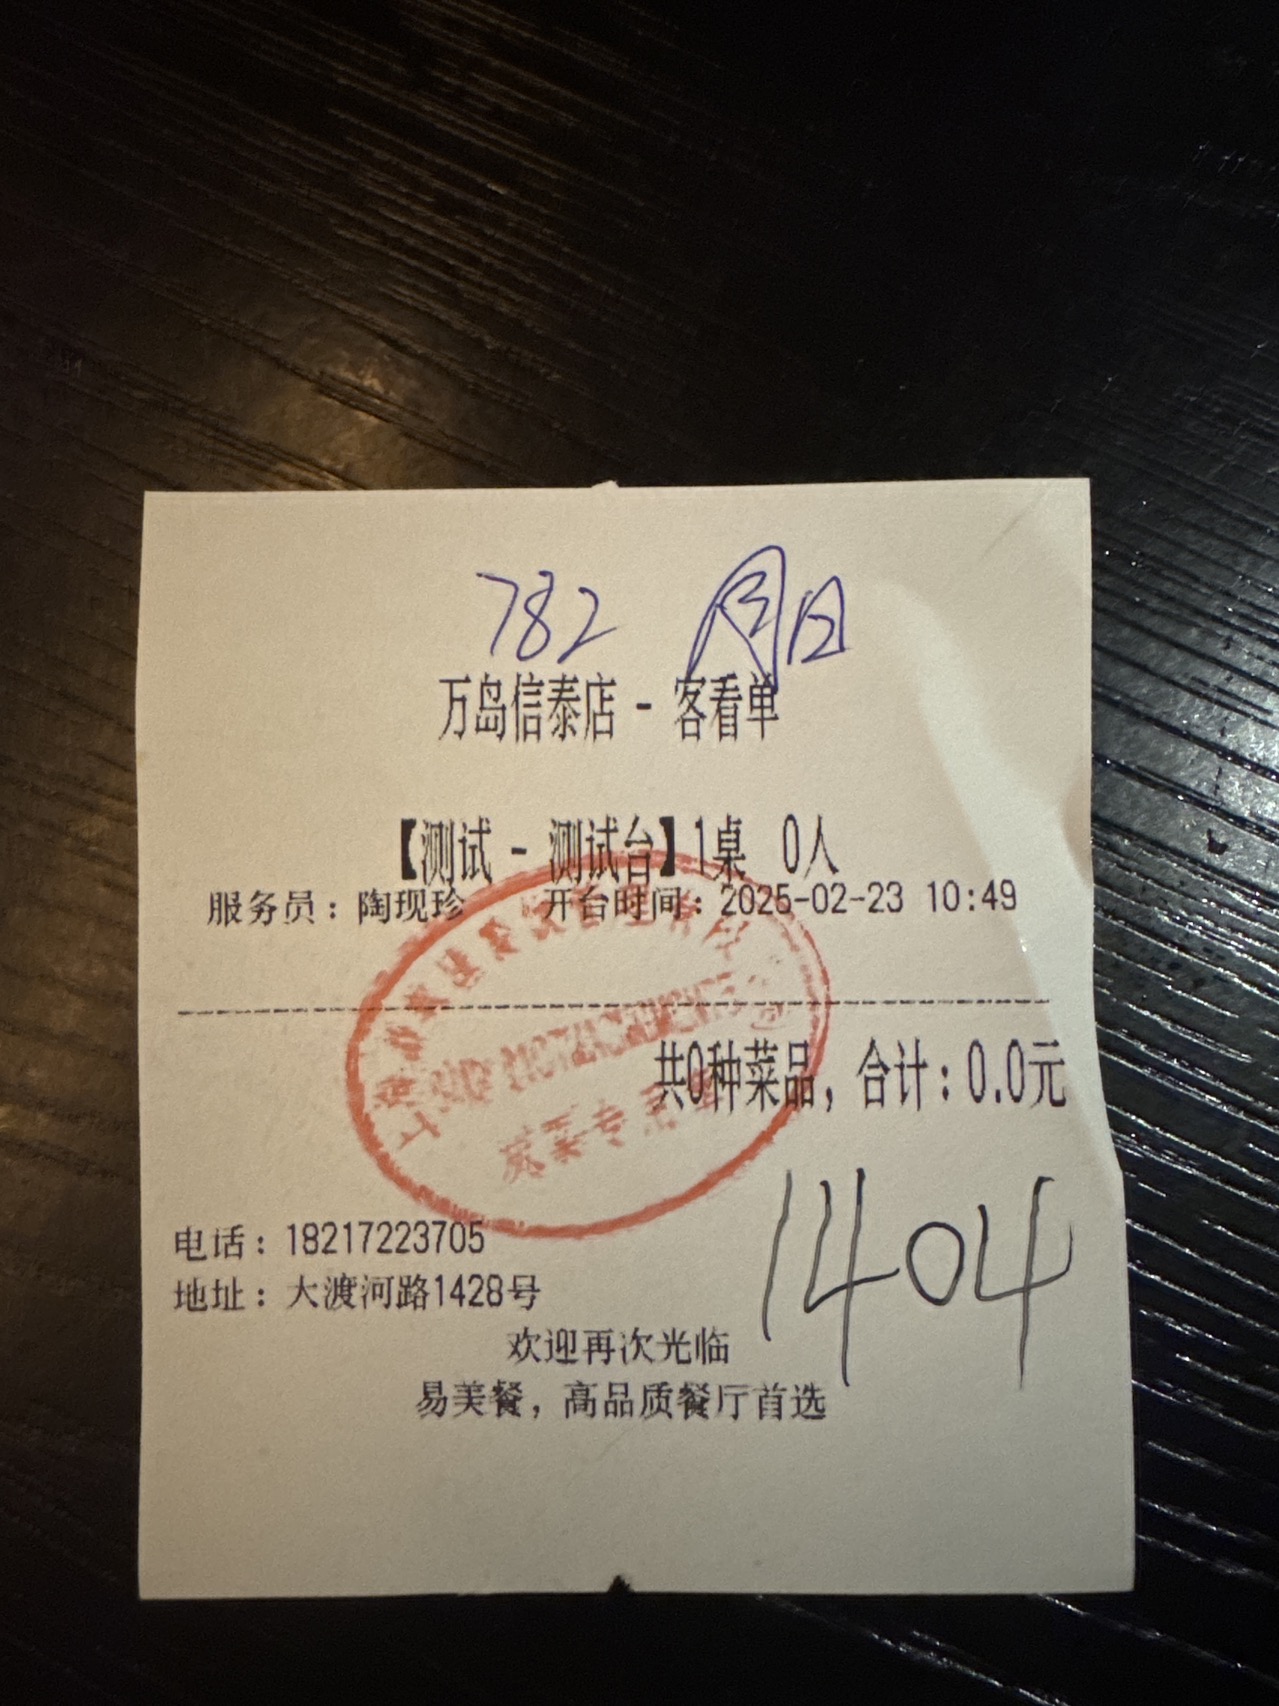 782 周日
万岛信泰店 - 客看单
【测试 - 测试台】1桌 0人
服务员：陶现珍 开台时间：2025-02-23 10:49
共0种菜品，合计：0.0元
1404
电话：18217223705
地址：大渡河路1428号
欢迎再次光临
易美餐，高品质餐厅首选